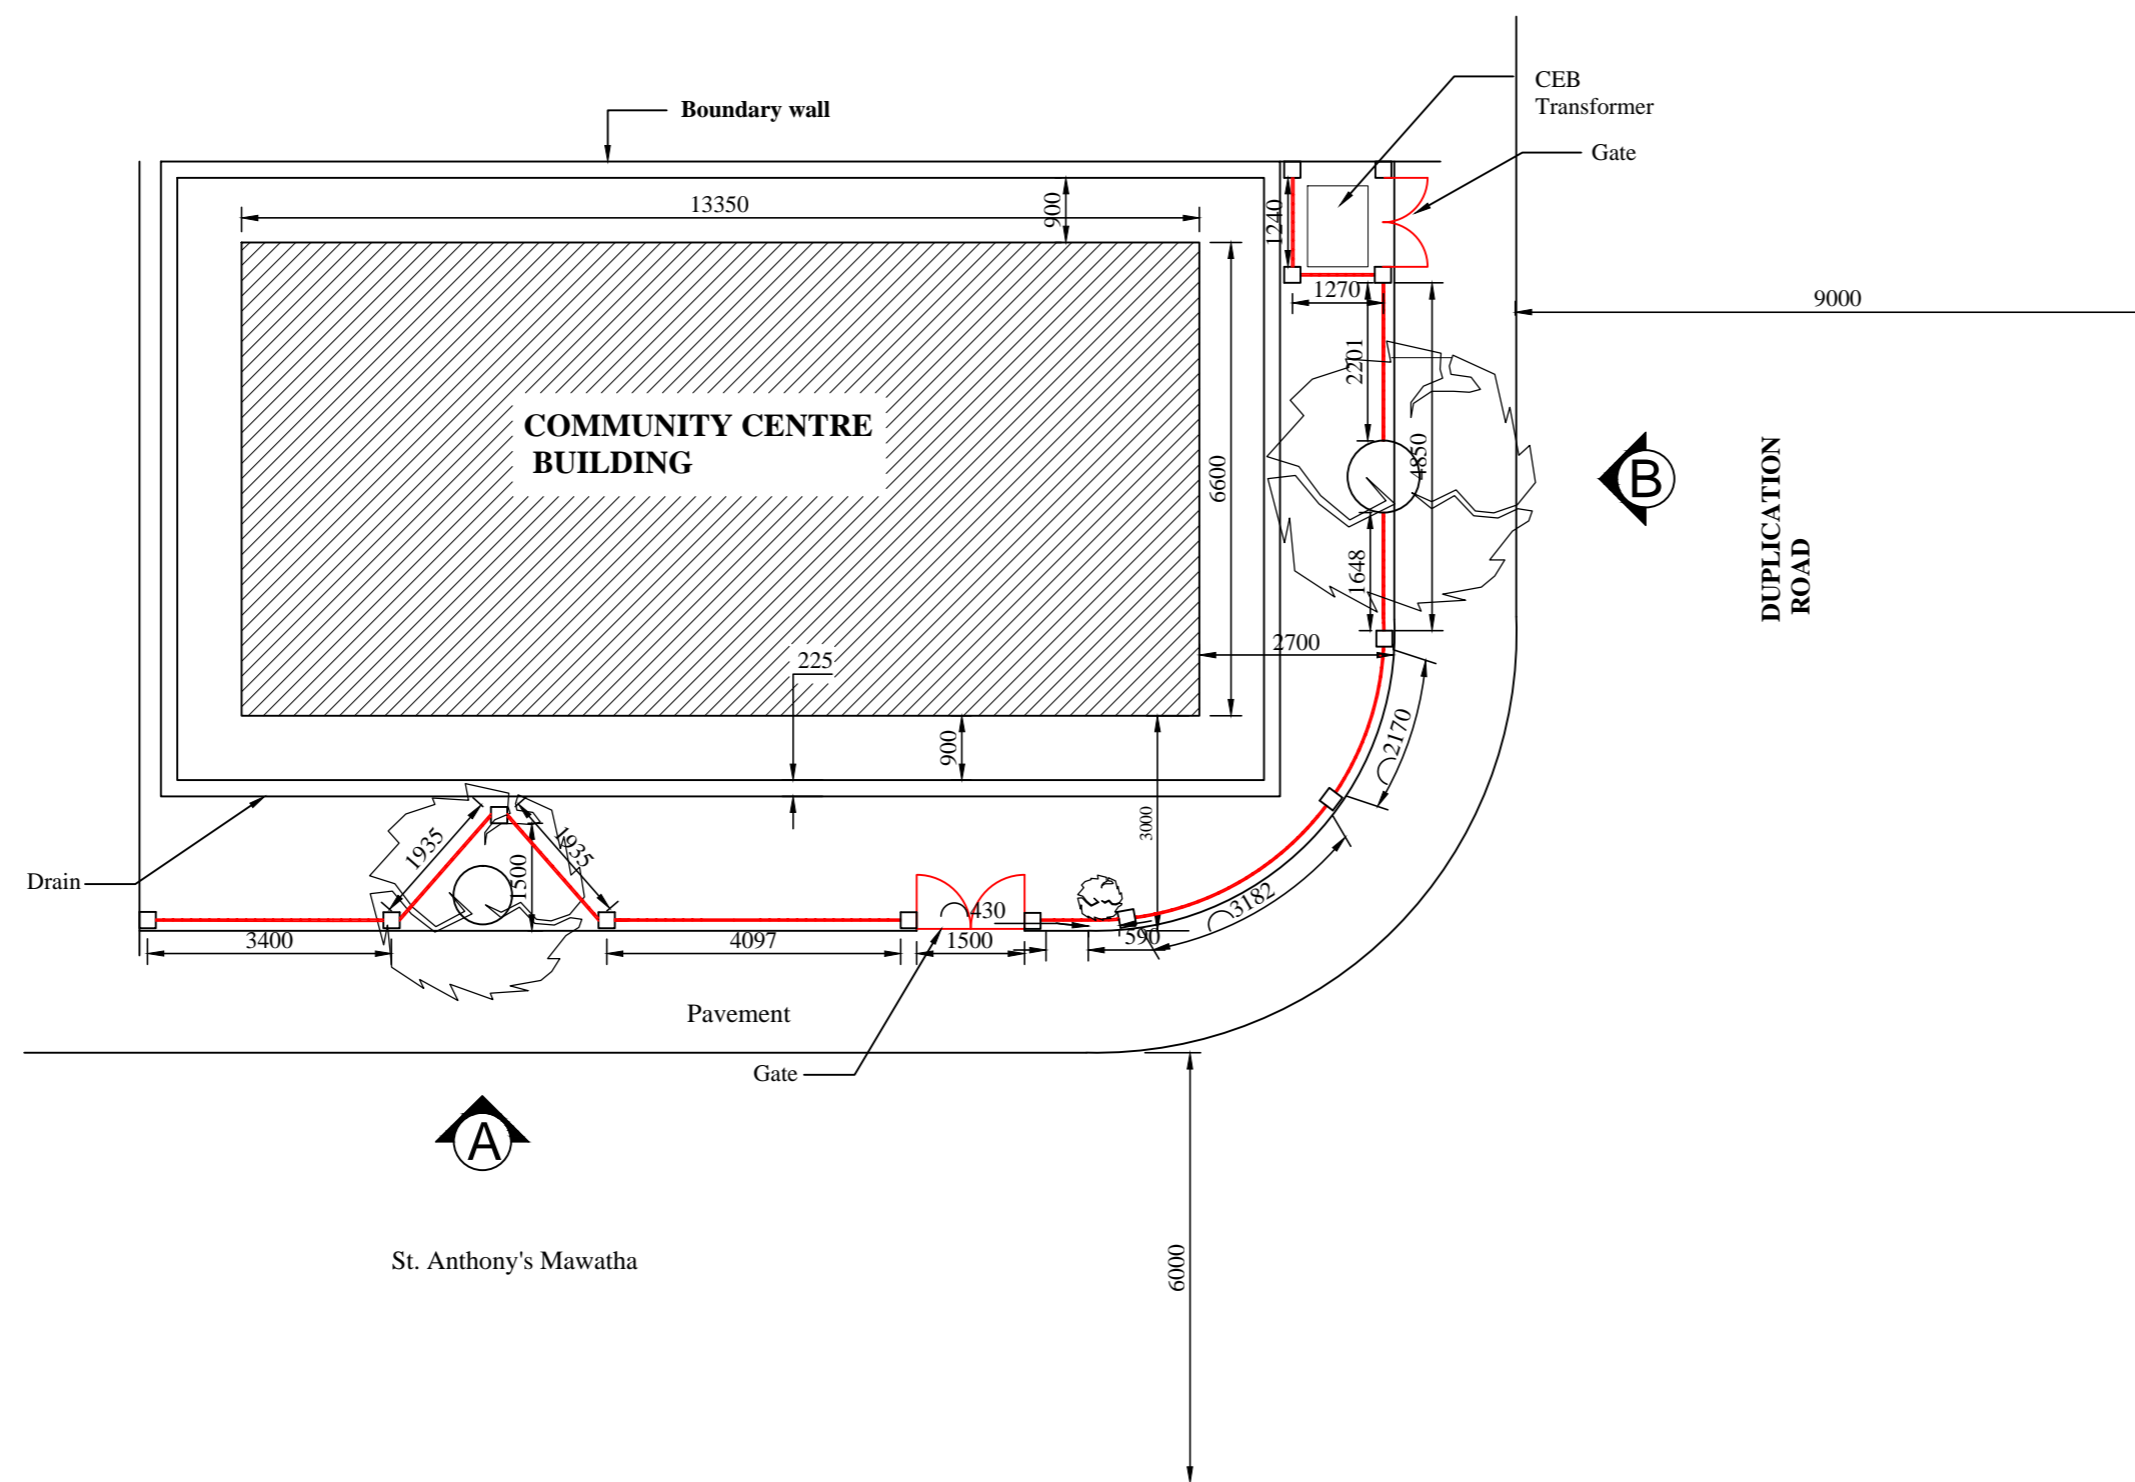 CEB
Transformer
Boundary wall
Gate
13350
900
1240
1270
9000
2201
COMMUNITY CENTRE
BUILDING
6600
4850
B
DUPLICATION
ROAD
1648
2700
225
2170
900
3000
1935
1935
1500
Drain
3182
430
3400
4097
1500
590
Pavement
Gate
A
St. Anthony's Mawatha
6000